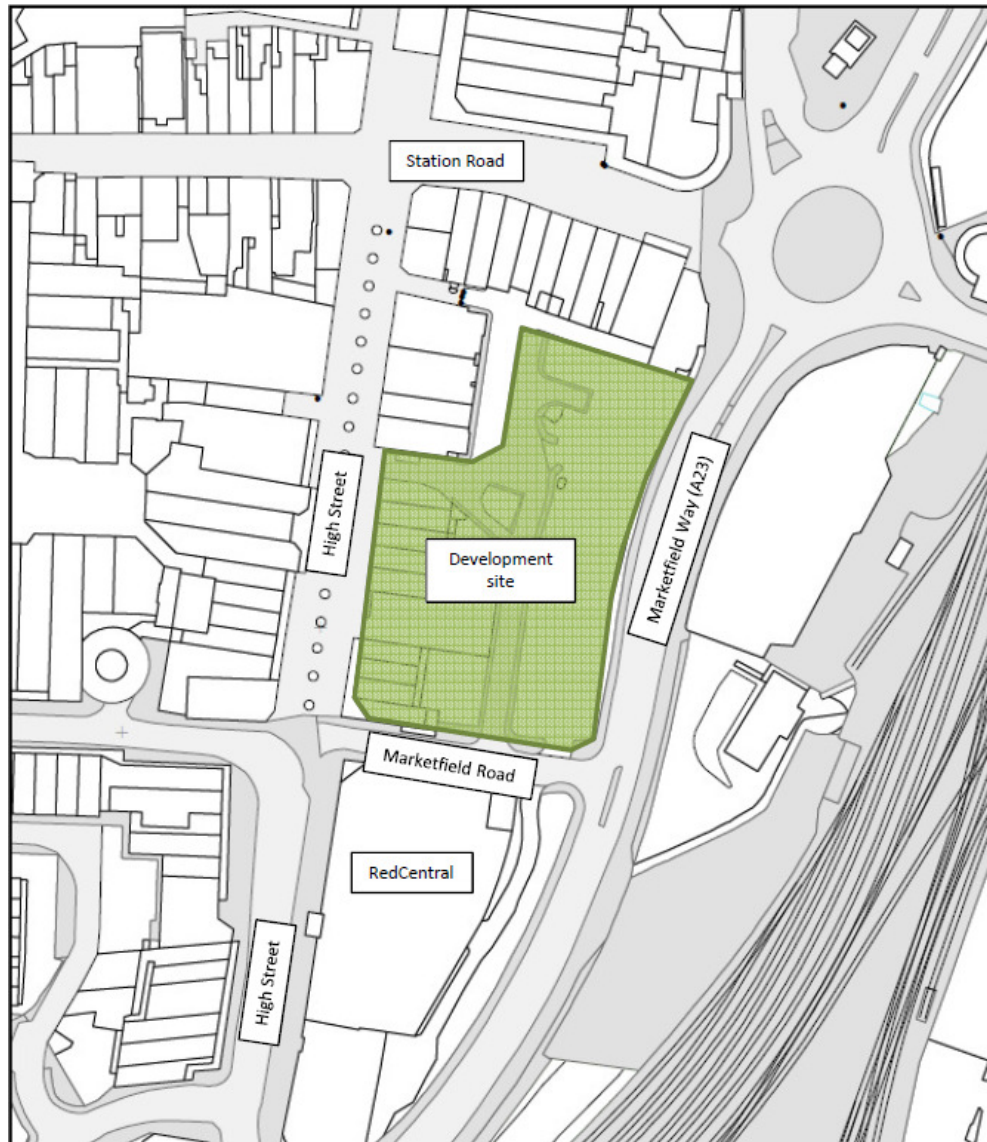 Station Road
High Street
Marketfield Way (A23)
Development
site
Marketfield Road
RedCentral
High Street